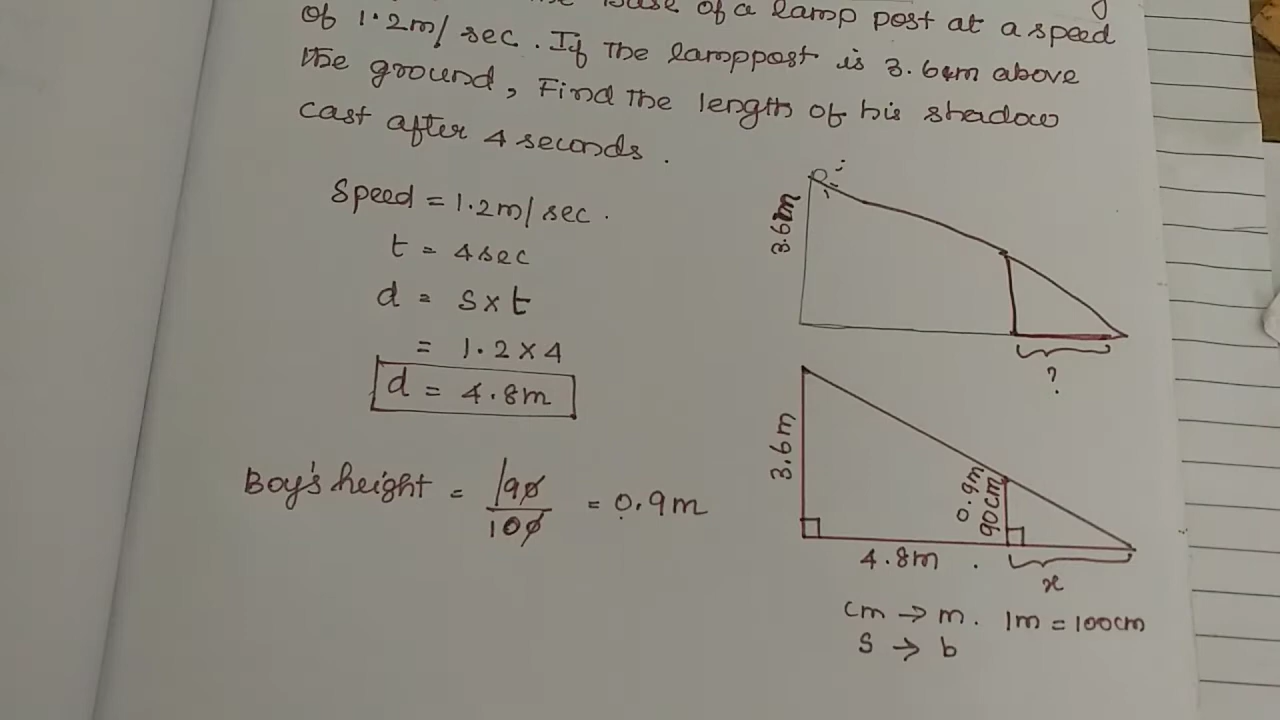 of a lamp post at a speed
of 1.2m/sec. If the lamppost is 3.6m above
the ground, Find the length of his shadow
cast after 4 seconds.
Speed = 1.2m/sec.
t = 4sec
d = s×t
= 1.2×4
d = 4.8m
Boy's height = 90/100 = 0.9m
3.6m
?
3.6m
0.9m
90cm
4.8m
x
cm → m. 1m = 100cm
s → b